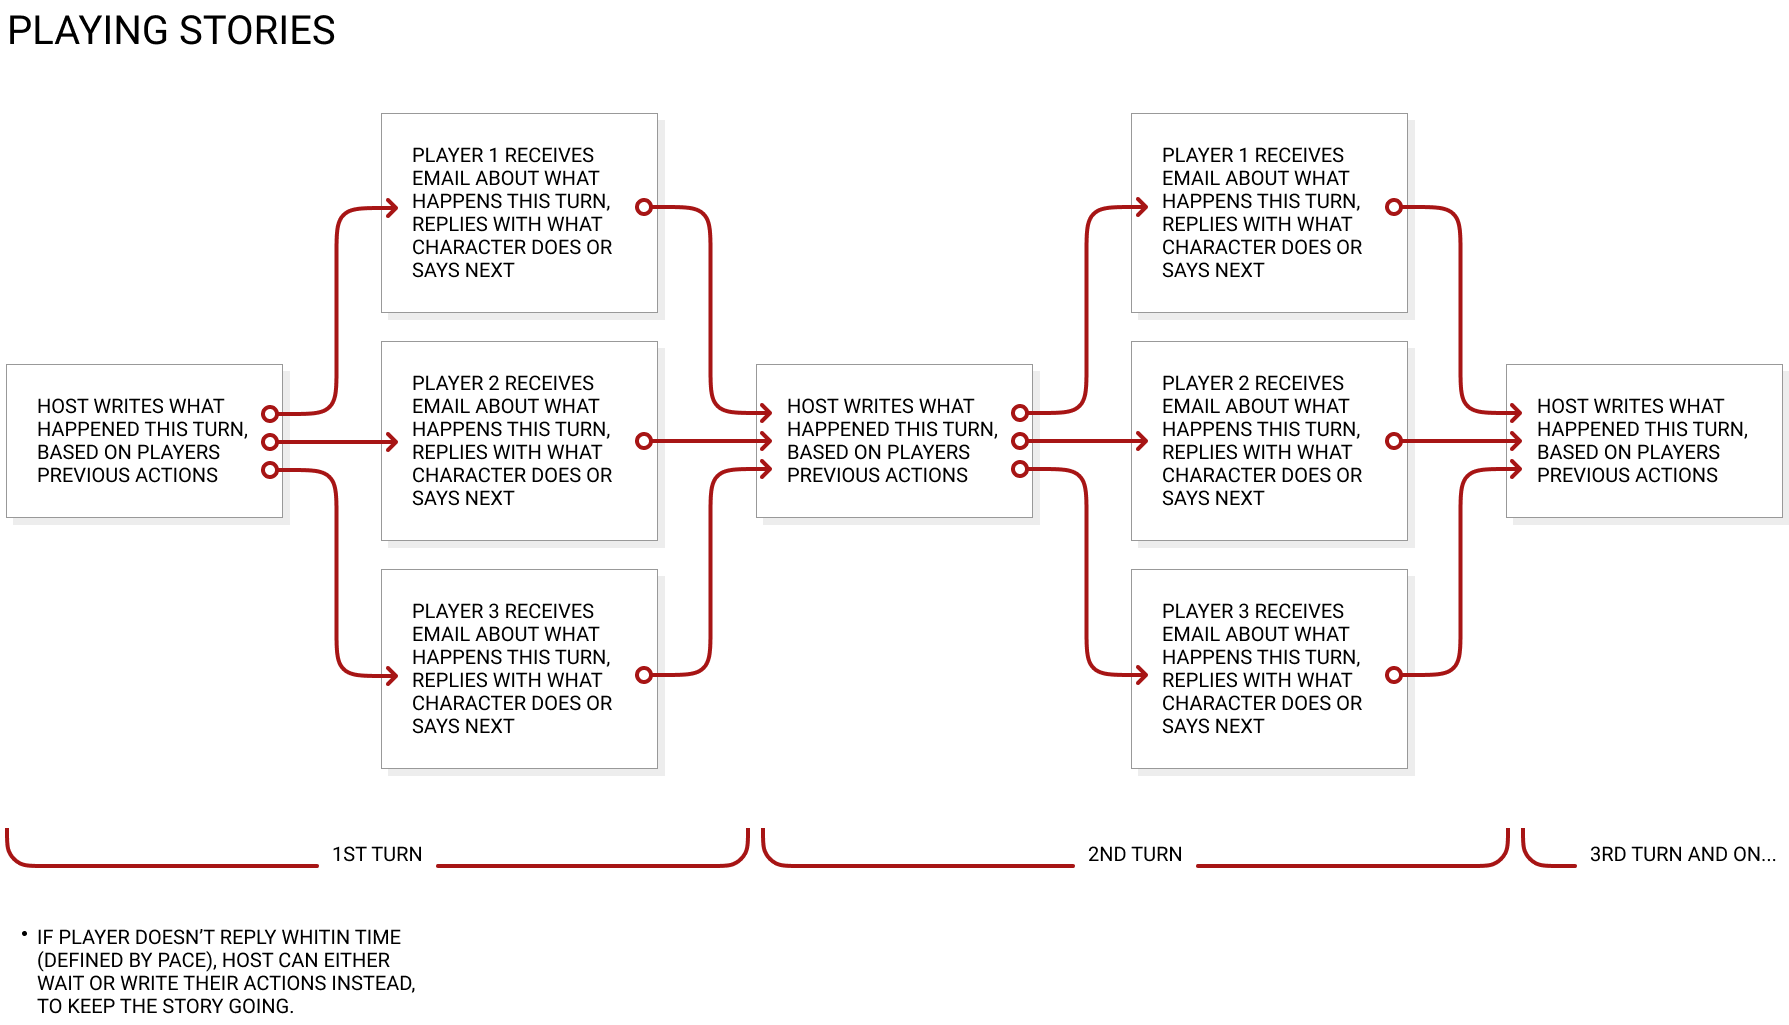 PLAYING STORIES
HOST WRITES WHAT
HAPPENED THIS TURN,
BASED ON PLAYERS
PREVIOUS ACTIONS
PLAYER 1 RECEIVES
EMAIL ABOUT WHAT
HAPPENS THIS TURN,
REPLIES WITH WHAT
CHARACTER DOES OR
SAYS NEXT
PLAYER 2 RECEIVES
EMAIL ABOUT WHAT
HAPPENS THIS TURN,
REPLIES WITH WHAT
CHARACTER DOES OR
SAYS NEXT
PLAYER 3 RECEIVES
EMAIL ABOUT WHAT
HAPPENS THIS TURN,
REPLIES WITH WHAT
CHARACTER DOES OR
SAYS NEXT
HOST WRITES WHAT
HAPPENED THIS TURN,
BASED ON PLAYERS
PREVIOUS ACTIONS
PLAYER 1 RECEIVES
EMAIL ABOUT WHAT
HAPPENS THIS TURN,
REPLIES WITH WHAT
CHARACTER DOES OR
SAYS NEXT
PLAYER 2 RECEIVES
EMAIL ABOUT WHAT
HAPPENS THIS TURN,
REPLIES WITH WHAT
CHARACTER DOES OR
SAYS NEXT
PLAYER 3 RECEIVES
EMAIL ABOUT WHAT
HAPPENS THIS TURN,
REPLIES WITH WHAT
CHARACTER DOES OR
SAYS NEXT
HOST WRITES WHAT
HAPPENED THIS TURN,
BASED ON PLAYERS
PREVIOUS ACTIONS
1ST TURN
2ND TURN
3RD TURN AND ON...
• IF PLAYER DOESN’T REPLY WHITIN TIME
(DEFINED BY PACE), HOST CAN EITHER
WAIT OR WRITE THEIR ACTIONS INSTEAD,
TO KEEP THE STORY GOING.